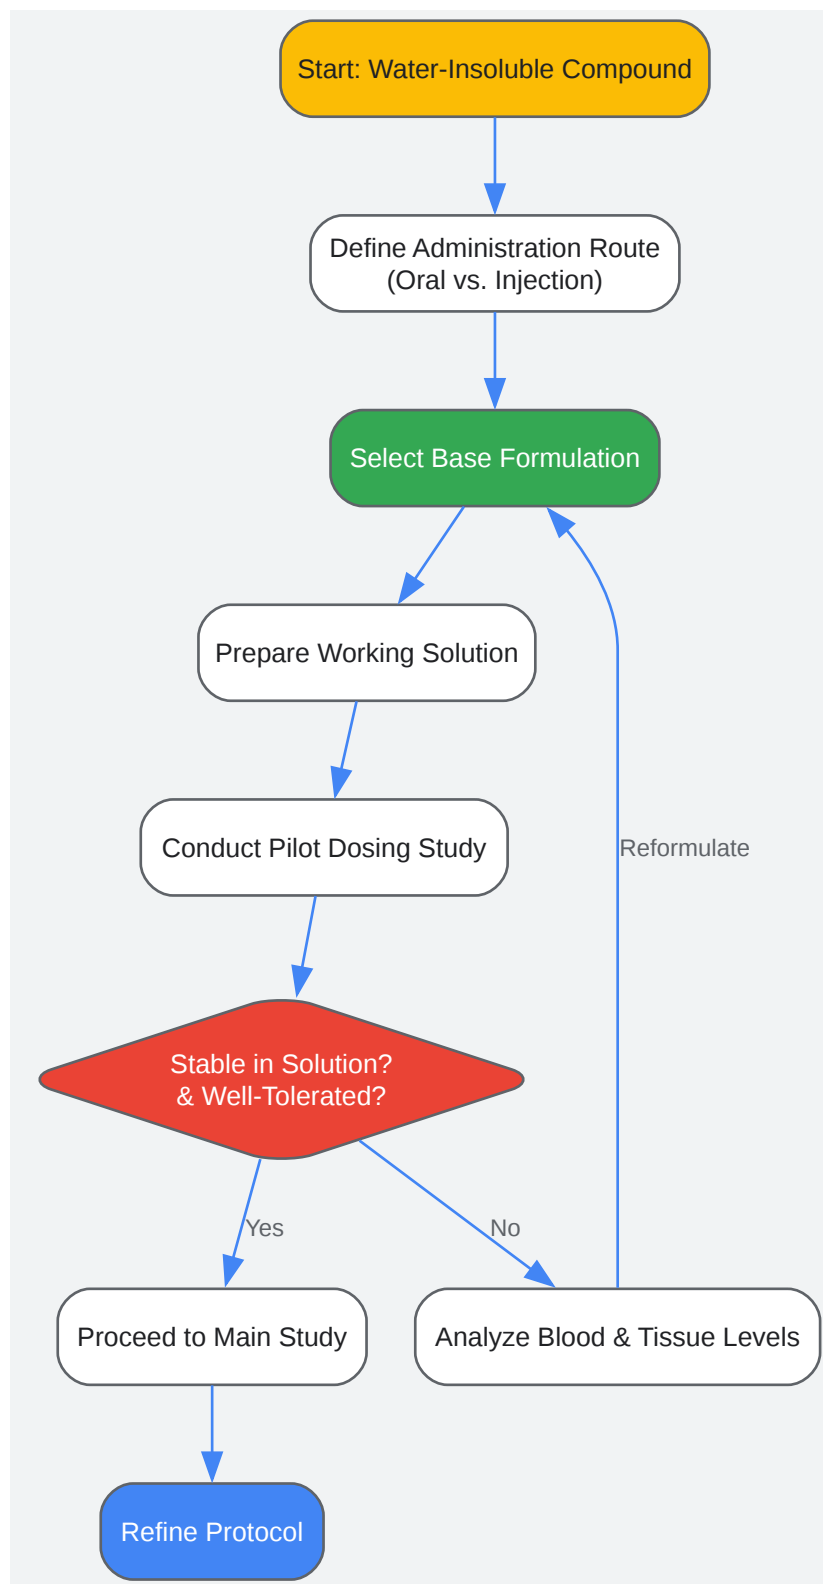 Start: Water-Insoluble Compound
Define Administration Route
(Oral vs. Injection)
Select Base Formulation
Prepare Working Solution
Conduct Pilot Dosing Study
Reformulate
Stable in Solution?
& Well-Tolerated?
Yes
No
Proceed to Main Study
Analyze Blood & Tissue Levels
Refine Protocol